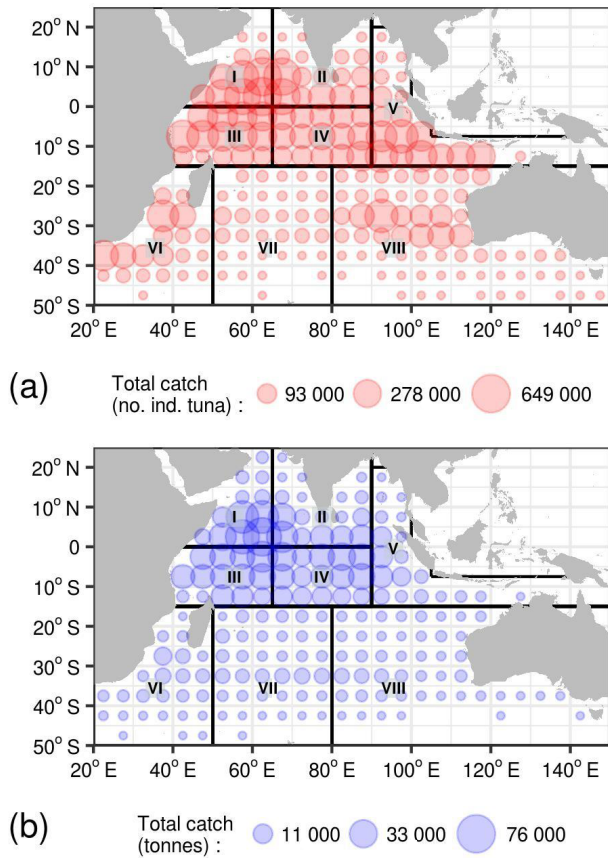 20° N
10° N
0
10° S
20° S
30° S
40° S
50° S
I
II
V
III
IV
VI
VII
VIII
20° E 40° E 60° E 80° E 100° E 120° E 140° E
(a)
Total catch
(no. ind. tuna) : 93 000 278 000 649 000
20° N
10° N
0
10° S
20° S
30° S
40° S
50° S
I
II
V
III
IV
VI
VII
VIII
20° E 40° E 60° E 80° E 100° E 120° E 140° E
(b)
Total catch
(tonnes) : 11 000 33 000 76 000